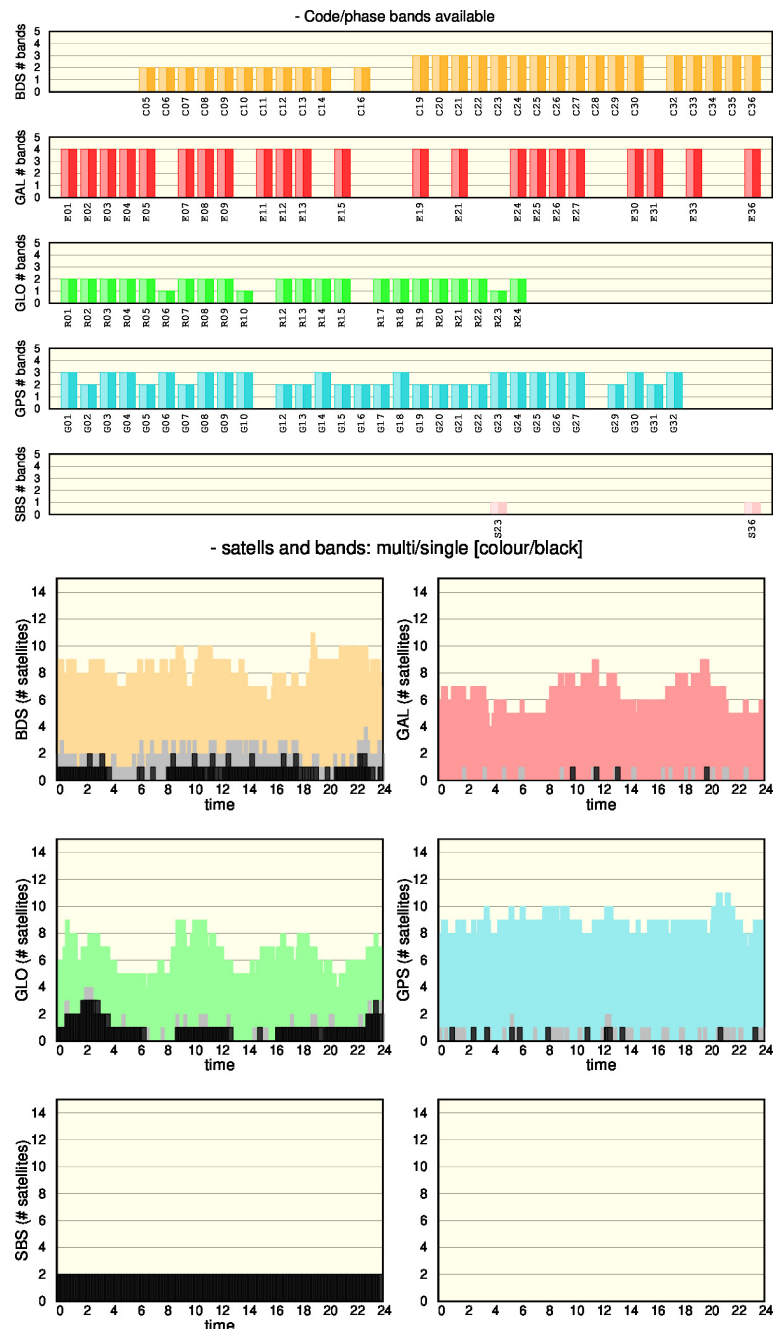 - Code/phase bands available
BDS # bands
5
4
3
2
1
0
C05 C06 C07 C08 C09 C10 C11 C12 C13 C14 C16 C19 C20 C21 C22 C23 C24 C25 C26 C27 C28 C29 C30 C32 C33 C34 C35 C36
GAL # bands
5
4
3
2
1
0
E01 E02 E03 E04 E05 E07 E08 E09 E11 E12 E13 E15 E19 E21 E24 E25 E26 E27 E30 E31 E33 E36
GLO # bands
5
4
3
2
1
0
R01 R02 R03 R04 R05 R06 R07 R08 R09 R10 R12 R13 R14 R15 R17 R18 R19 R20 R21 R22 R23 R24
GPS # bands
5
4
3
2
1
0
G01 G02 G03 G04 G05 G06 G07 G08 G09 G10 G12 G13 G14 G15 G16 G17 G18 G19 G20 G21 G22 G23 G24 G25 G26 G27 G29 G30 G31 G32
SBS # bands
5
4
3
2
1
0
S23 S36
- satells and bands: multi/single [colour/black]
BDS (# satellites)
14
12
10
8
6
4
2
0
0 2 4 6 8 10 12 14 16 18 20 22 24
time
GAL (# satellites)
14
12
10
8
6
4
2
0
0 2 4 6 8 10 12 14 16 18 20 22 24
time
GLO (# satellites)
14
12
10
8
6
4
2
0
0 2 4 6 8 10 12 14 16 18 20 22 24
time
GPS (# satellites)
14
12
10
8
6
4
2
0
0 2 4 6 8 10 12 14 16 18 20 22 24
time
SBS (# satellites)
14
12
10
8
6
4
2
0
0 2 4 6 8 10 12 14 16 18 20 22 24
time
14
12
10
8
6
4
2
0
0 2 4 6 8 10 12 14 16 18 20 22 24